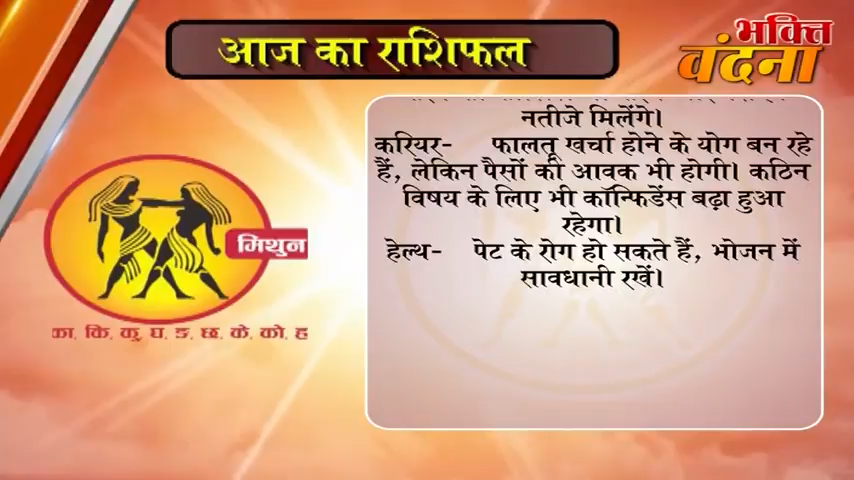 आज का राशिफल
भक्ति
वंदना
मिथुन
का, कि, कु, घ, ङ, छ, के, को, ह
नतीजे मिलेंगे।
करियर- फालतू खर्चा होने के योग बन रहे
हैं, लेकिन पैसों की आवक भी होगी। कठिन
विषय के लिए भी कॉन्फिडेंस बढ़ा हुआ
रहेगा।
हेल्थ- पेट के रोग हो सकते हैं, भोजन में
सावधानी रखें।